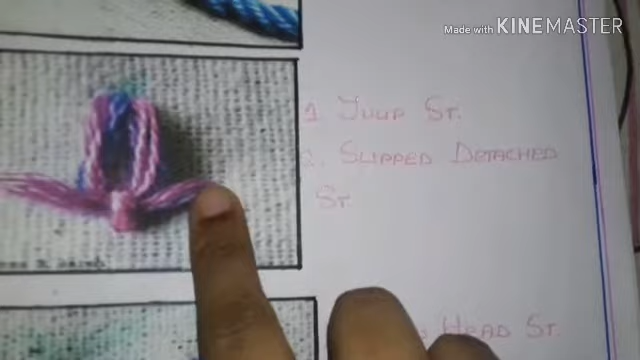 Made with KINEMASTER
1. TULIP ST.
2. SLIPPED DETACHED
ST.
HEAD ST.